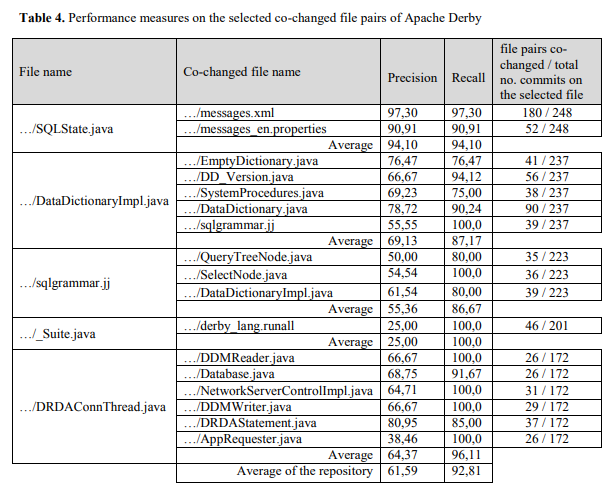 Table 4. Performance measures on the selected co-changed file pairs of Apache Derby
File name Co-changed file name Precision Recall file pairs co-changed / total no. commits on the selected file
…/SQLState.java
…/messages.xml 97,30 97,30 180 / 248
…/messages_en.properties 90,91 90,91 52 / 248
Average 94,10 94,10
…/DataDictionaryImpl.java
…/EmptyDictionary.java 76,47 76,47 41 / 237
…/DD_Version.java 66,67 94,12 56 / 237
…/SystemProcedures.java 69,23 75,00 38 / 237
…/DataDictionary.java 78,72 90,24 90 / 237
…/sqlgrammar.jj 55,55 100,0 39 / 237
Average 69,13 87,17
…/sqlgrammar.jj
…/QueryTreeNode.java 50,00 80,00 35 / 223
…/SelectNode.java 54,54 100,0 36 / 223
…/DataDictionaryImpl.java 61,54 80,00 39 / 223
Average 55,36 86,67
…/_Suite.java
…/derby_lang.runall 25,00 100,0 46 / 201
Average 25,00 100,0
…/DRDAConnThread.java
…/DDMReader.java 66,67 100,0 26 / 172
…/Database.java 68,75 91,67 26 / 172
…/NetworkServerControlImpl.java 64,71 100,0 31 / 172
…/DDMWriter.java 66,67 100,0 29 / 172
…/DRDAStatement.java 80,95 85,00 37 / 172
…/AppRequester.java 38,46 100,0 26 / 172
Average 64,37 96,11
Average of the repository 61,59 92,81